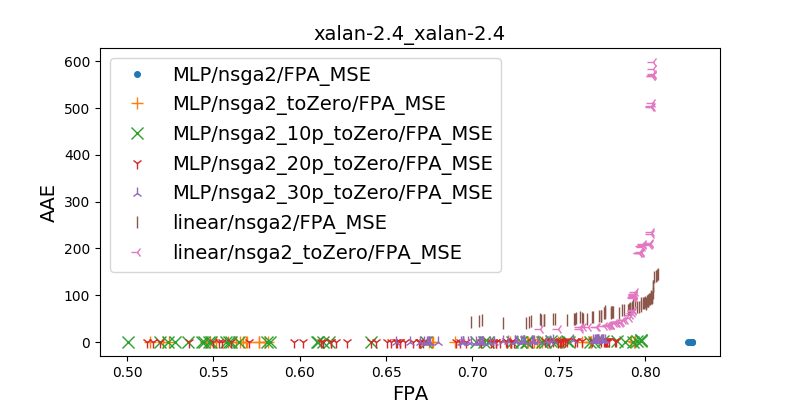 xalan-2.4_xalan-2.4
MLP/nsga2/FPA_MSE
MLP/nsga2_toZero/FPA_MSE
MLP/nsga2_10p_toZero/FPA_MSE
MLP/nsga2_20p_toZero/FPA_MSE
MLP/nsga2_30p_toZero/FPA_MSE
linear/nsga2/FPA_MSE
linear/nsga2_toZero/FPA_MSE
AAE
600
500
400
300
200
100
0
0.50 0.55 0.60 0.65 0.70 0.75 0.80
FPA